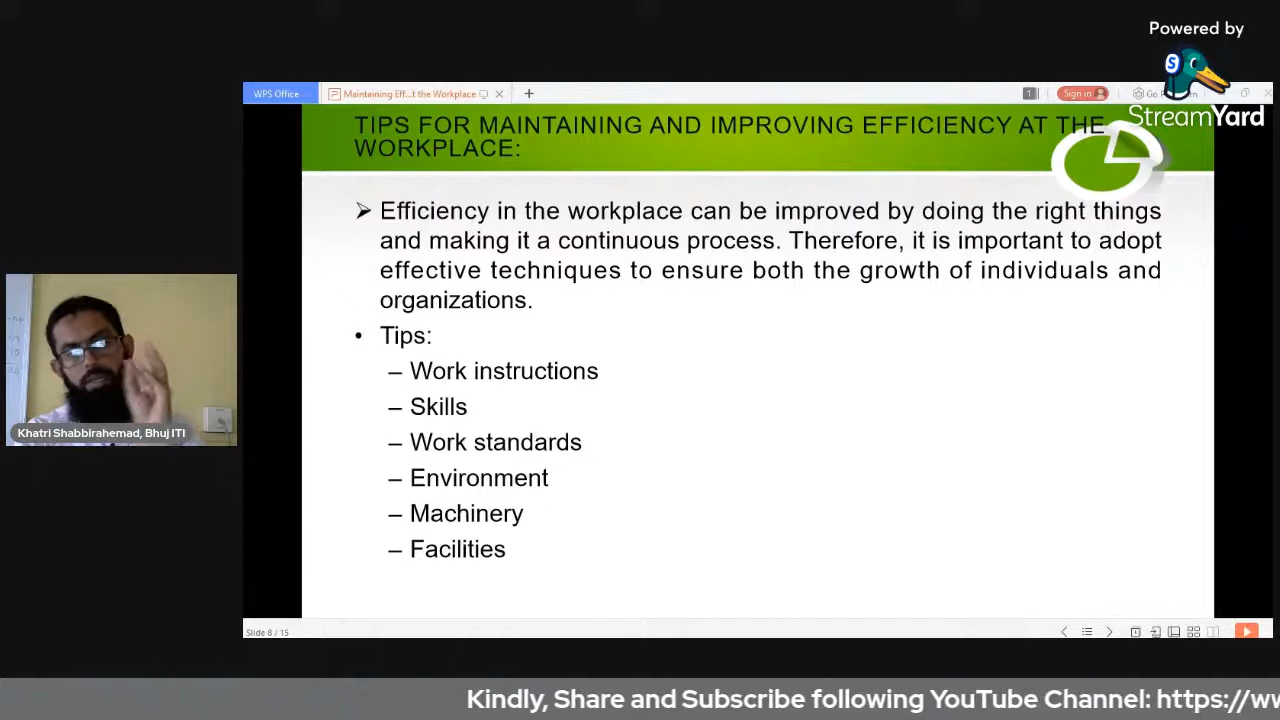 Powered by
StreamYard
WPS Office
Maintaining Eff...t the Workplace
1
Sign in
Go
TIPS FOR MAINTAINING AND IMPROVING EFFICIENCY AT THE
WORKPLACE:
➢ Efficiency in the workplace can be improved by doing the right things
and making it a continuous process. Therefore, it is important to adopt
effective techniques to ensure both the growth of individuals and
organizations.
• Tips:
– Work instructions
– Skills
– Work standards
– Environment
– Machinery
– Facilities
Khatri Shabbirahemad, Bhuj ITI
Slide 8 / 15
Kindly, Share and Subscribe following YouTube Channel: https://w